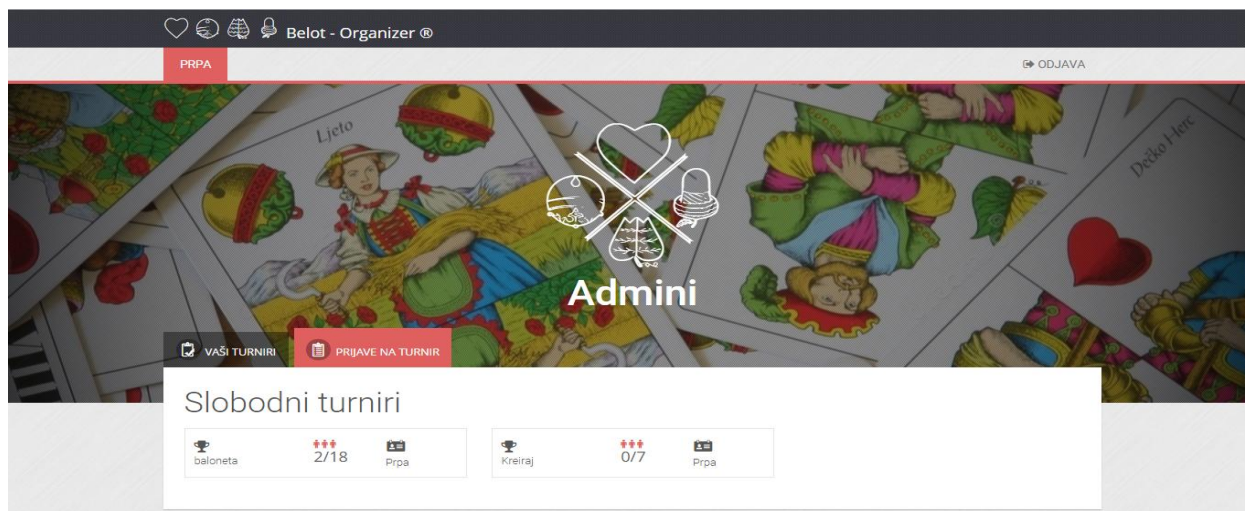 Belot - Organizer ®
PRPA
ODJAVA
Ljeto
Dečko Herc
Admini
VAŠI TURNIRI
PRIJAVE NA TURNIR
Slobodni turniri
baloneta
2/18
Prpa
Kreiraj
0/7
Prpa